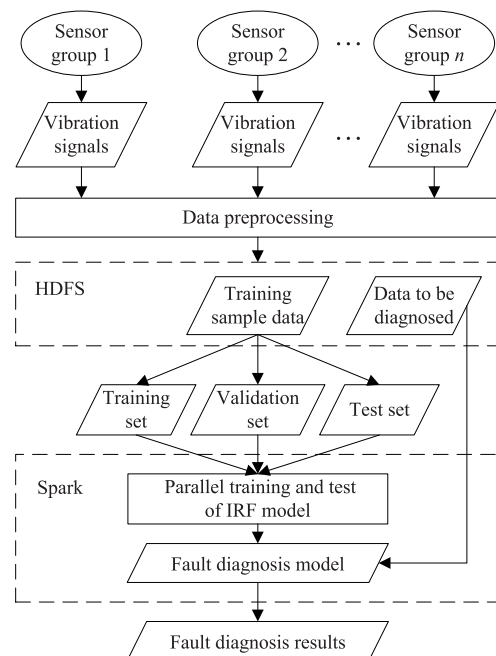 Sensor
group 1
Sensor
group 2
...
Sensor
group n
Vibration
signals
Vibration
signals
...
Vibration
signals
Data preprocessing
HDFS
Training
sample data
Data to be
diagnosed
Training
set
Validation
set
Test set
Spark
Parallel training and test
of IRF model
Fault diagnosis model
Fault diagnosis results